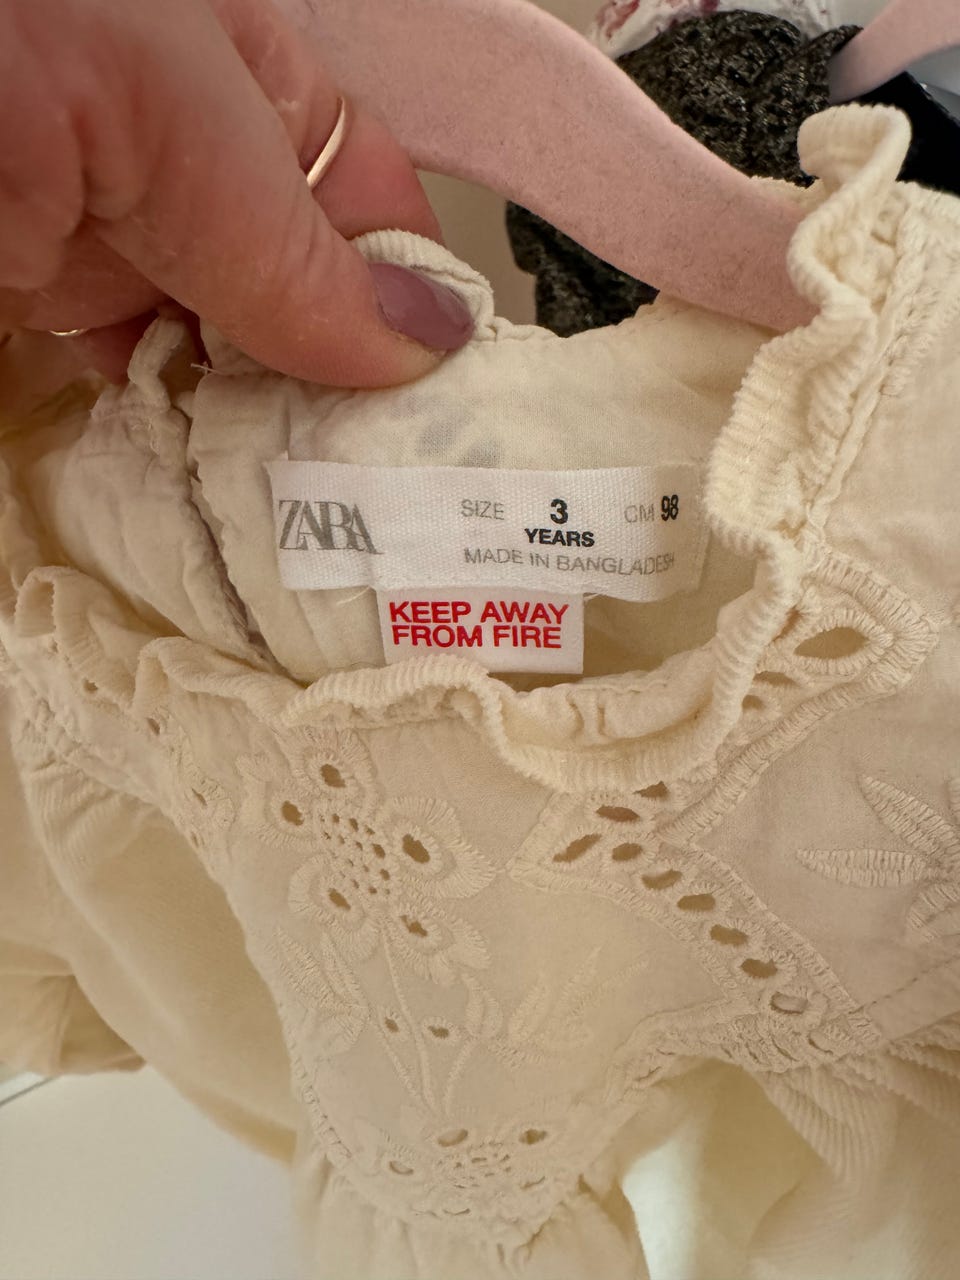 ZARA
SIZE 3 CM 98
YEARS
MADE IN BANGLADESH
KEEP AWAY
FROM FIRE